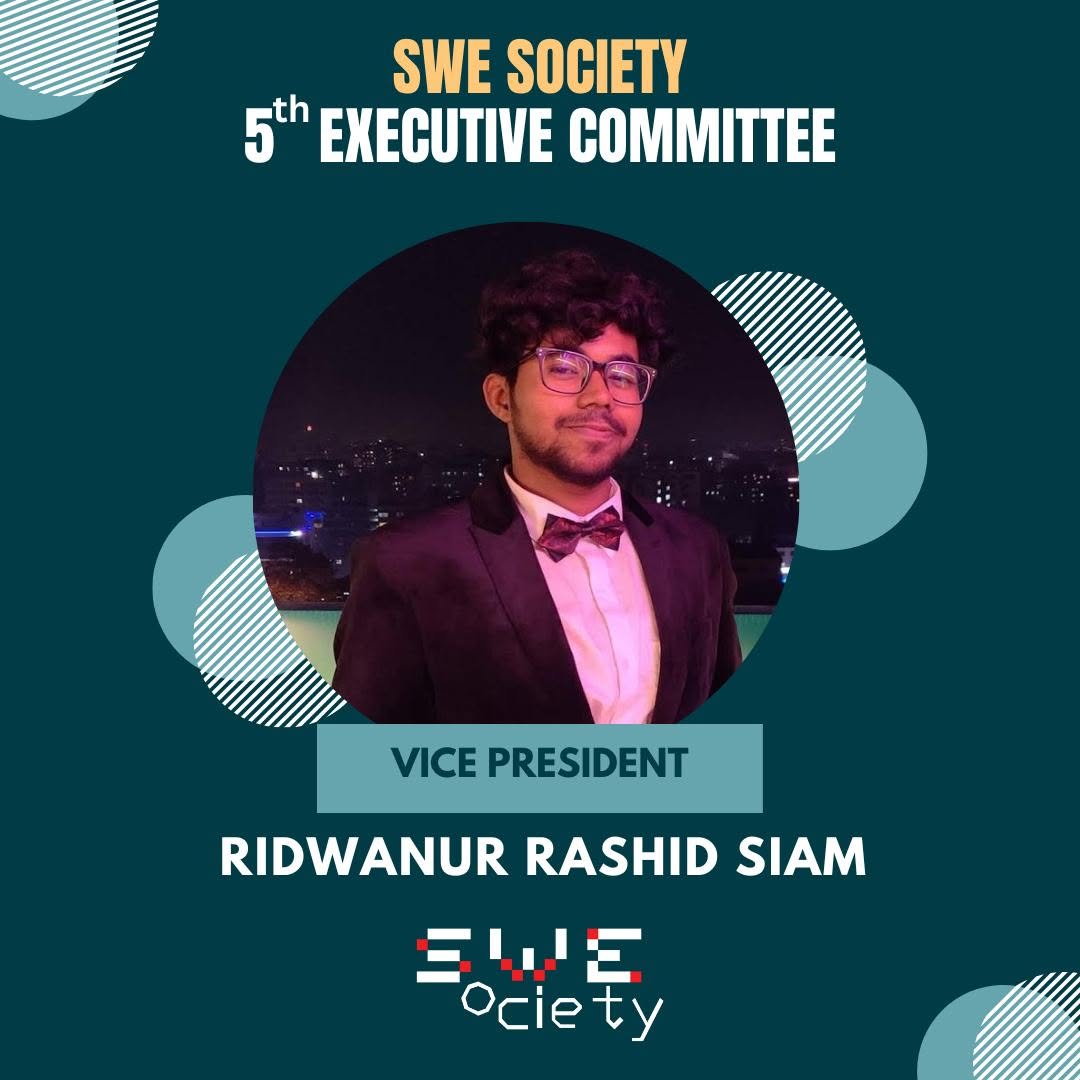 SWE SOCIETY
5th EXECUTIVE COMMITTEE
VICE PRESIDENT
RIDWANUR RASHID SIAM
SWE
Ociety